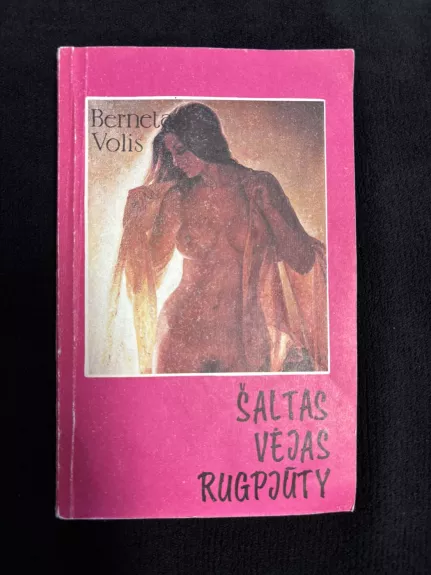 Berneta
Volis
ŠALTAS
VĖJAS
RUGPJŪTY